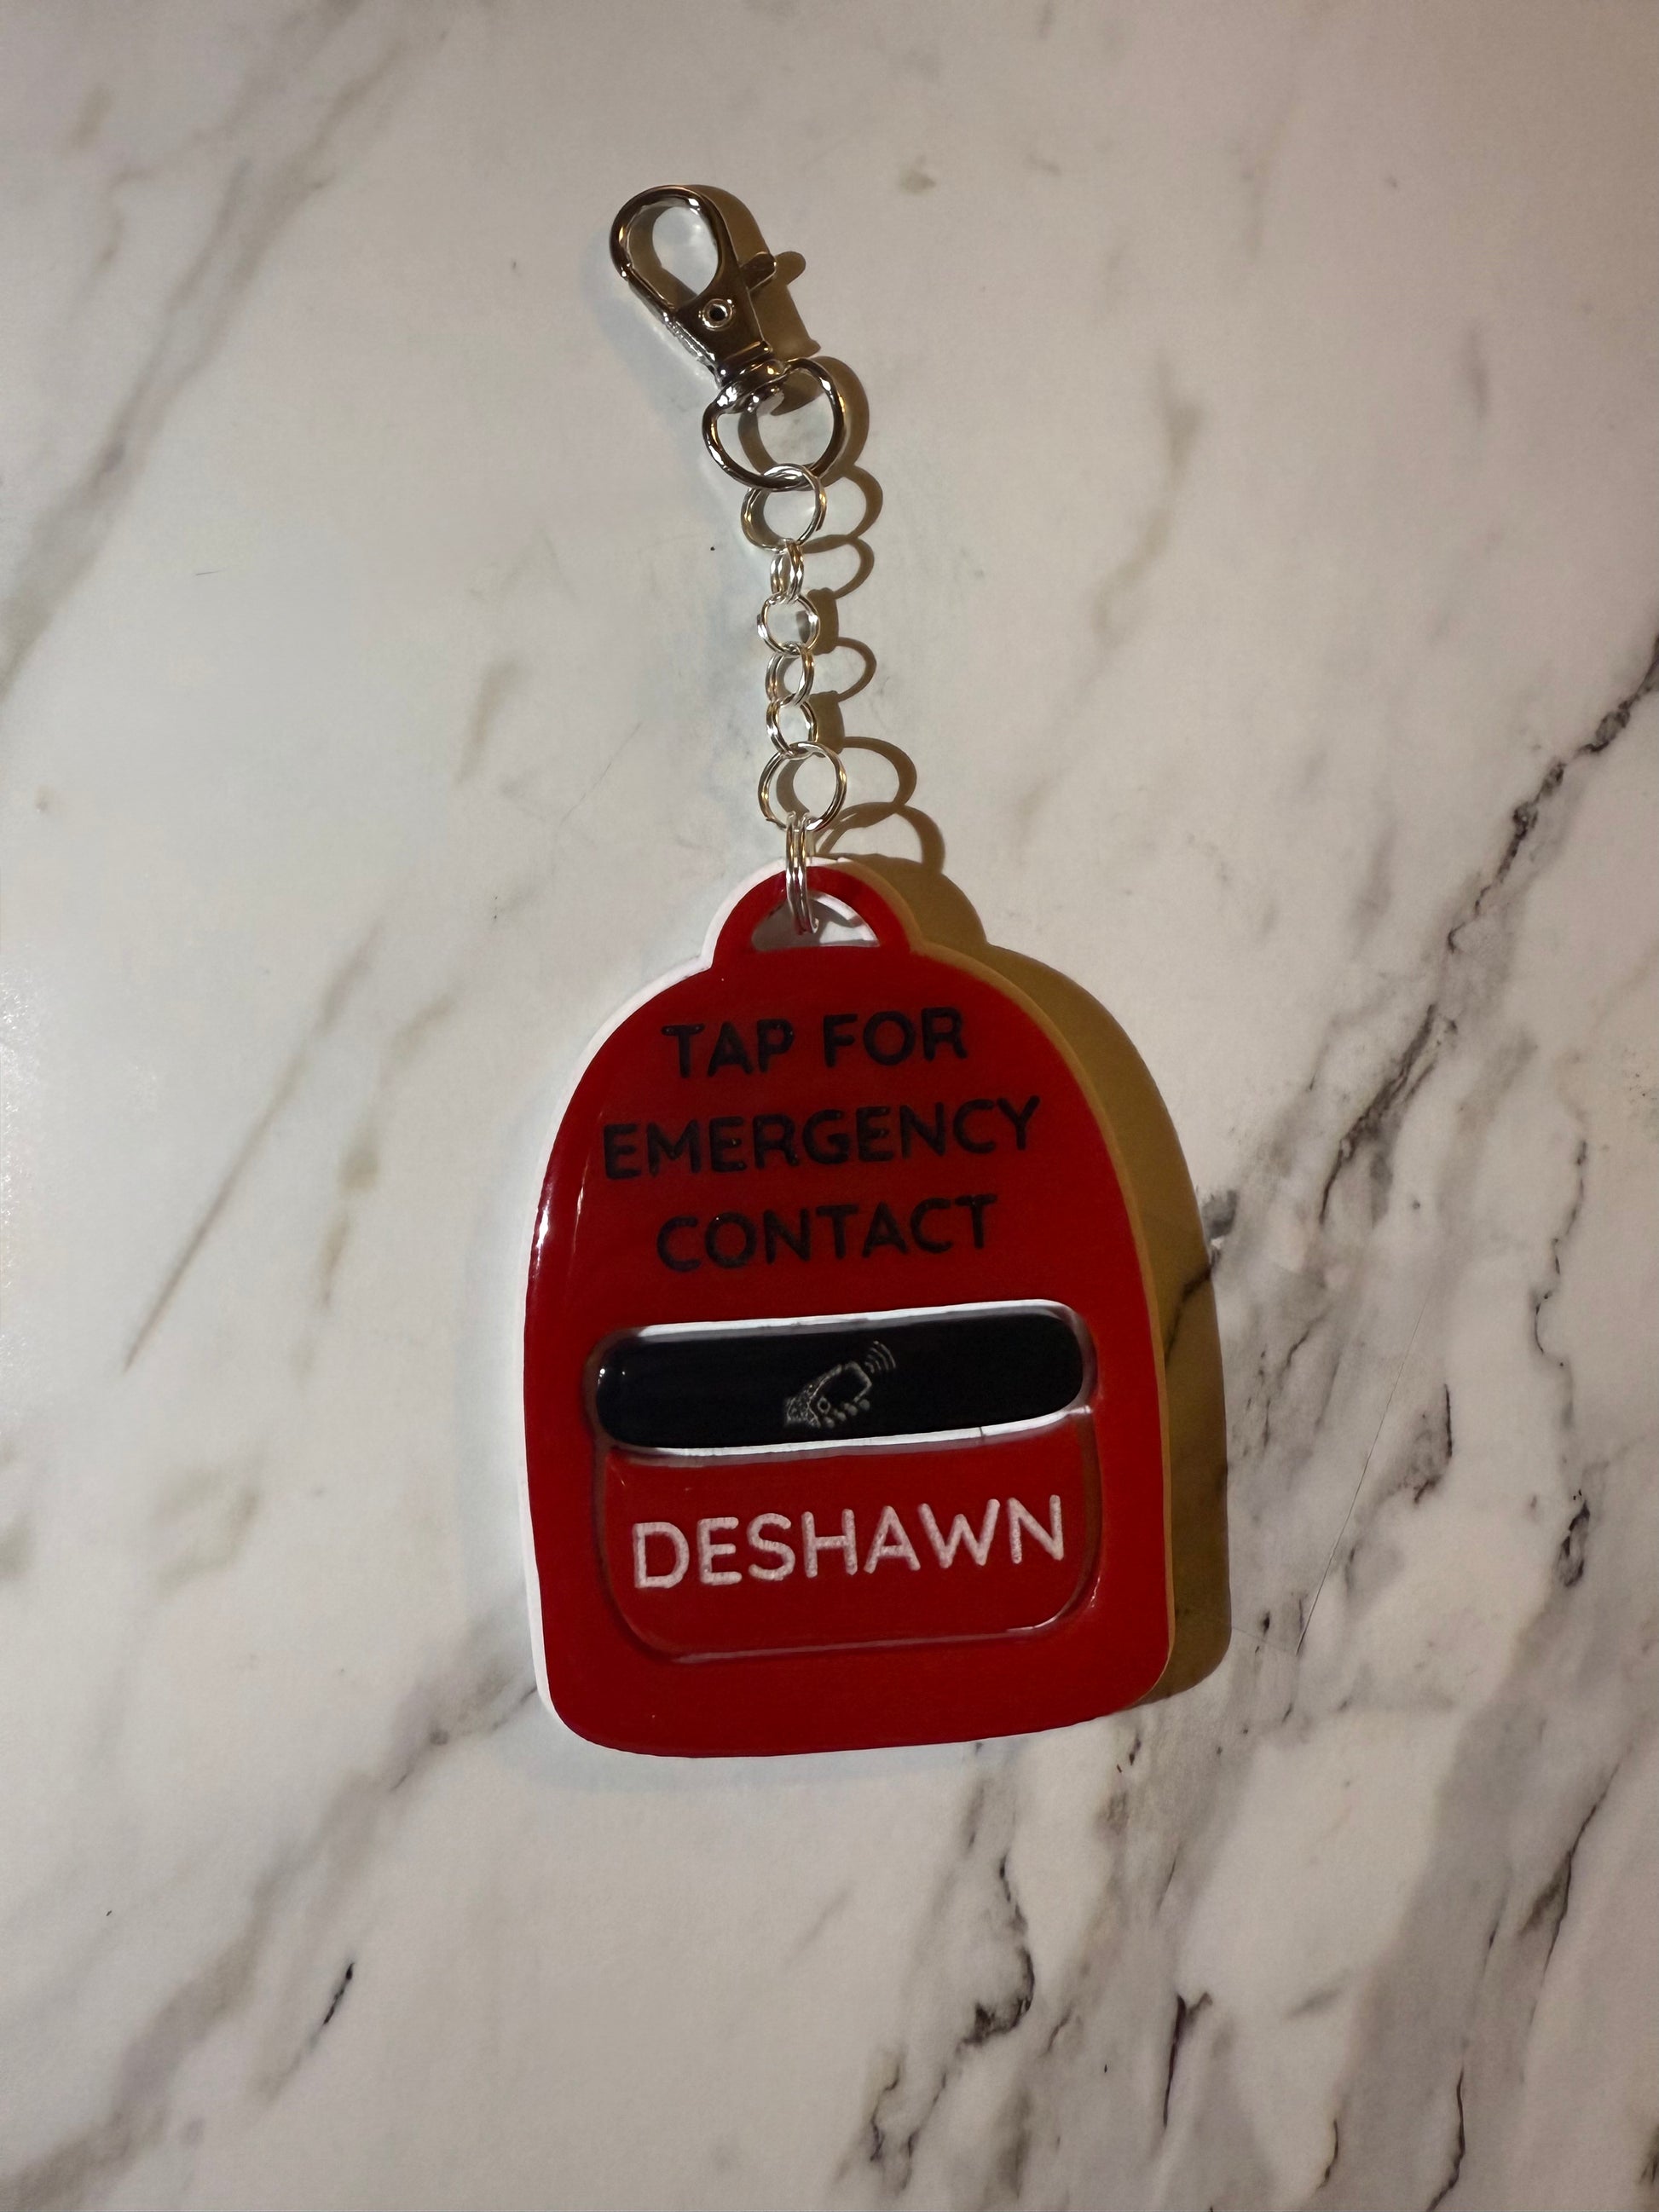 TAP FOR
EMERGENCY
CONTACT
DESHAWN